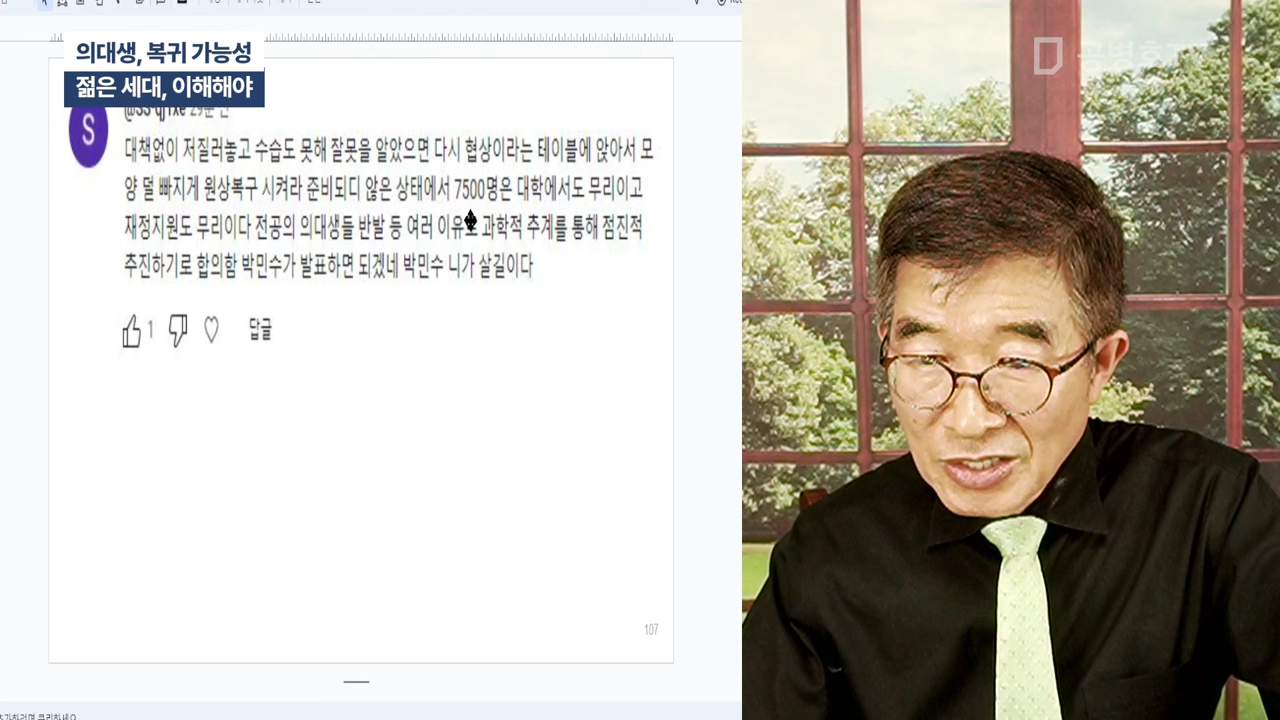 의대생, 복귀 가능성
젊은 세대, 이해해야
S
대책없이 저질러놓고 수습도 못해 잘못을 알았으면 다시 협상이라는 테이블에 앉아서 모
양 덜 빠지게 원상복구 시켜라 준비되디 않은 상태에서 7500명은 대학에서도 무리이고
재정지원도 무리이다 전공의 의대생들 반발 등 여러 이유로 과학적 추계를 통해 점진적
추진하기로 합의함 박민수가 발표하면 되겠네 박민수 니가 살길이다
1 답글
107
공병호TV